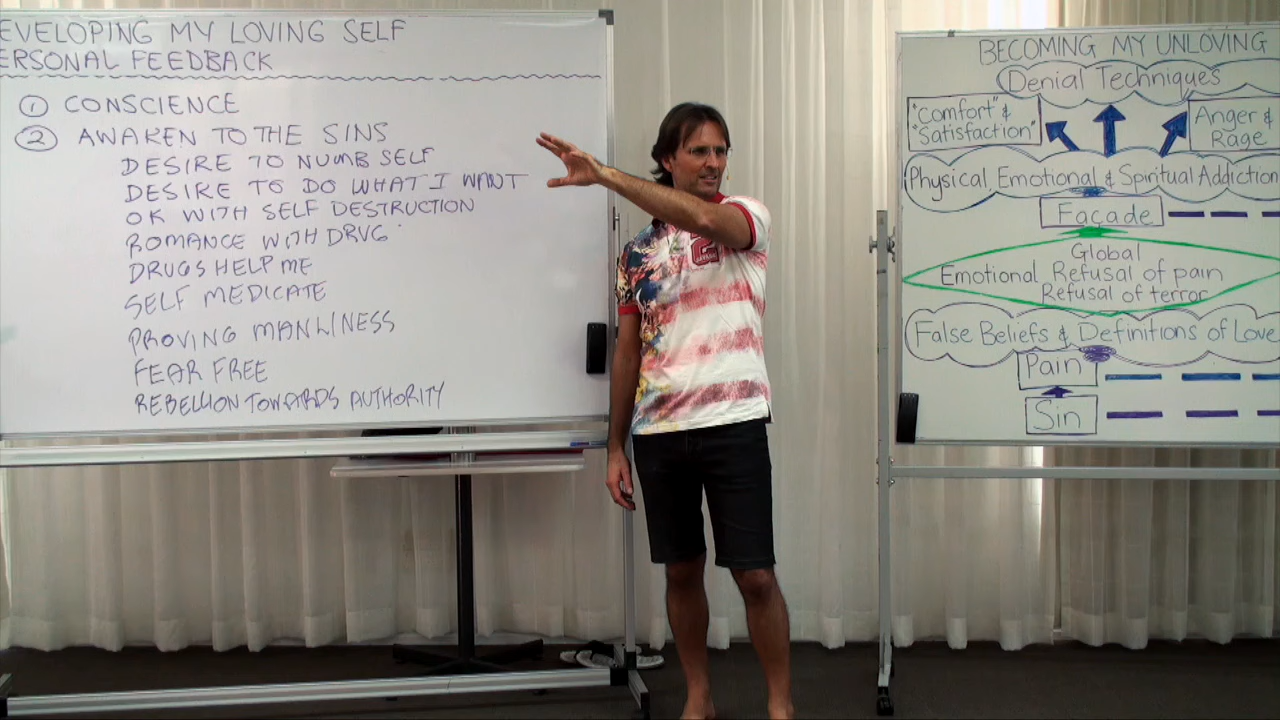 EVELOPING MY LOVING SELF
ERSONAL FEEDBACK
① CONSCIENCE
② AWAKEN TO THE SINS
DESIRE TO NUMB SELF
DESIRE TO DO WHAT I WANT
OK WITH SELF DESTRUCTION
ROMANCE WITH DRUG
DRUGS HELP ME
SELF MEDICATE
PROVING MANLINESS
FEAR FREE
REBELLION TOWARDS AUTHORITY
2
BECOMING MY UNLOVING
Denial Techniques
"Comfort" &
"Satisfaction"
Anger &
Rage
Physical, Emotional & Spiritual Addiction
Façade
Global
Emotional Refusal of pain
Refusal of terror
False Beliefs & Definitions of Love
Pain
Sin